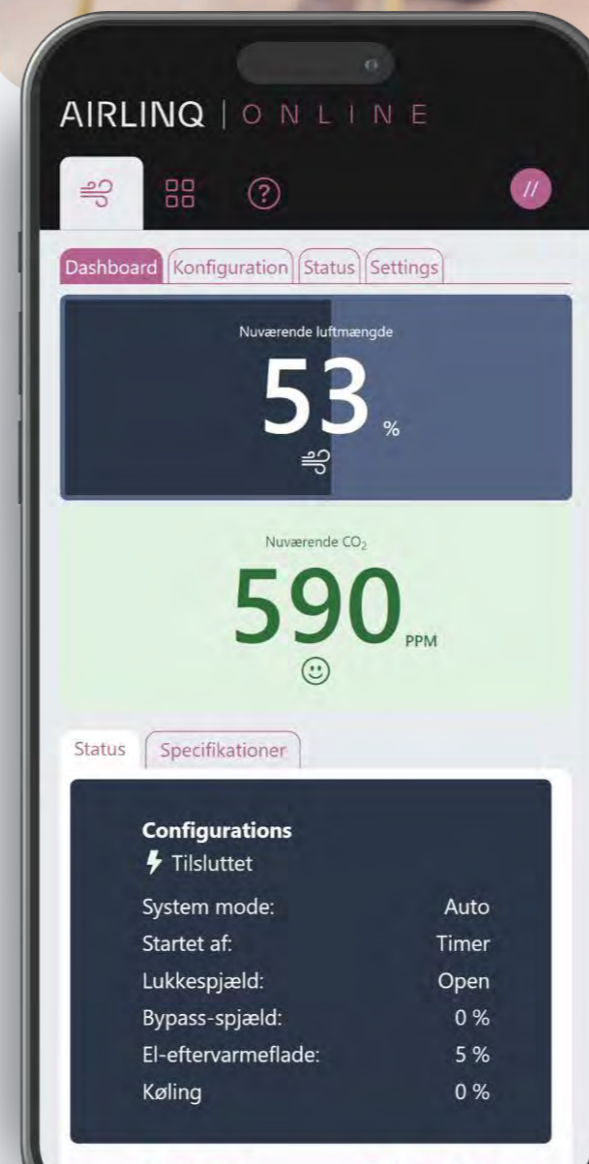 AIRLINQ | ONLINE
//
Dashboard Konfiguration Status Settings
Nuværende luftmængde
53 %
Nuværende CO₂
590 PPM
Status Specifikationer
Configurations
Tilsluttet
System mode: Auto
Startet af: Timer
Lukkespjæld: Open
Bypass-spjæld: 0 %
El-eftervarmeflade: 5 %
Køling 0 %